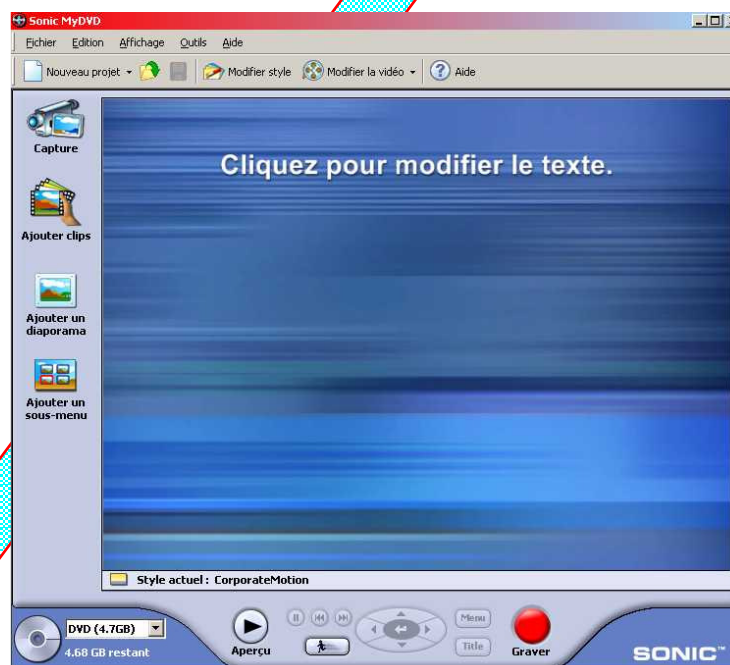 Sonic MyDVD
Fichier Edition Affichage Outils Aide
Nouveau projet Modifier style Modifier la vidéo Aide
Capture
Cliquez pour modifier le texte.
Ajouter clips
Ajouter un
diaporama
Ajouter un
sous-menu
Style actuel : CorporateMotion
DVD (4.7GB)
4.68 GB restant
Aperçu
Menu
Title
Graver
SONIC™